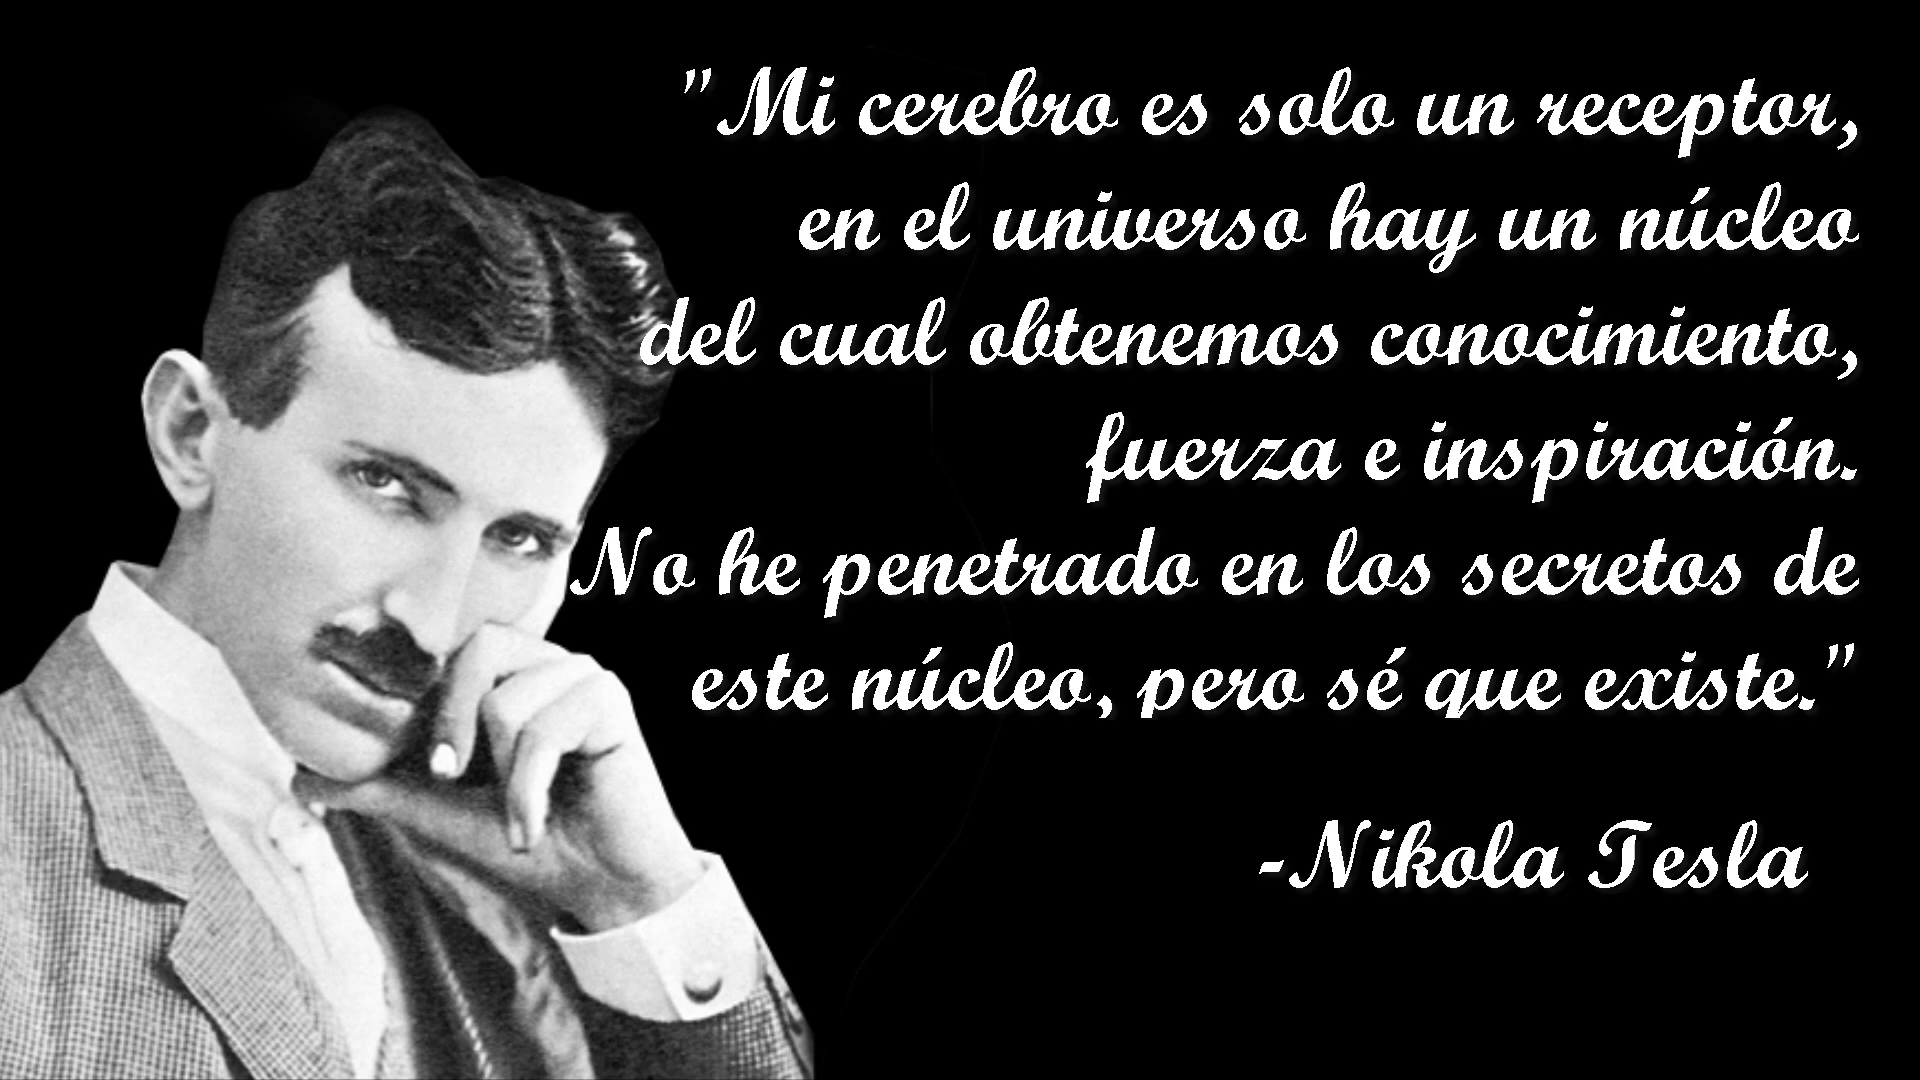 "Mi cerebro es solo un receptor,
en el universo hay un núcleo
del cual obtenemos conocimiento,
fuerza e inspiración.
No he penetrado en los secretos de
este núcleo, pero sé que existe."
-Nikola Tesla